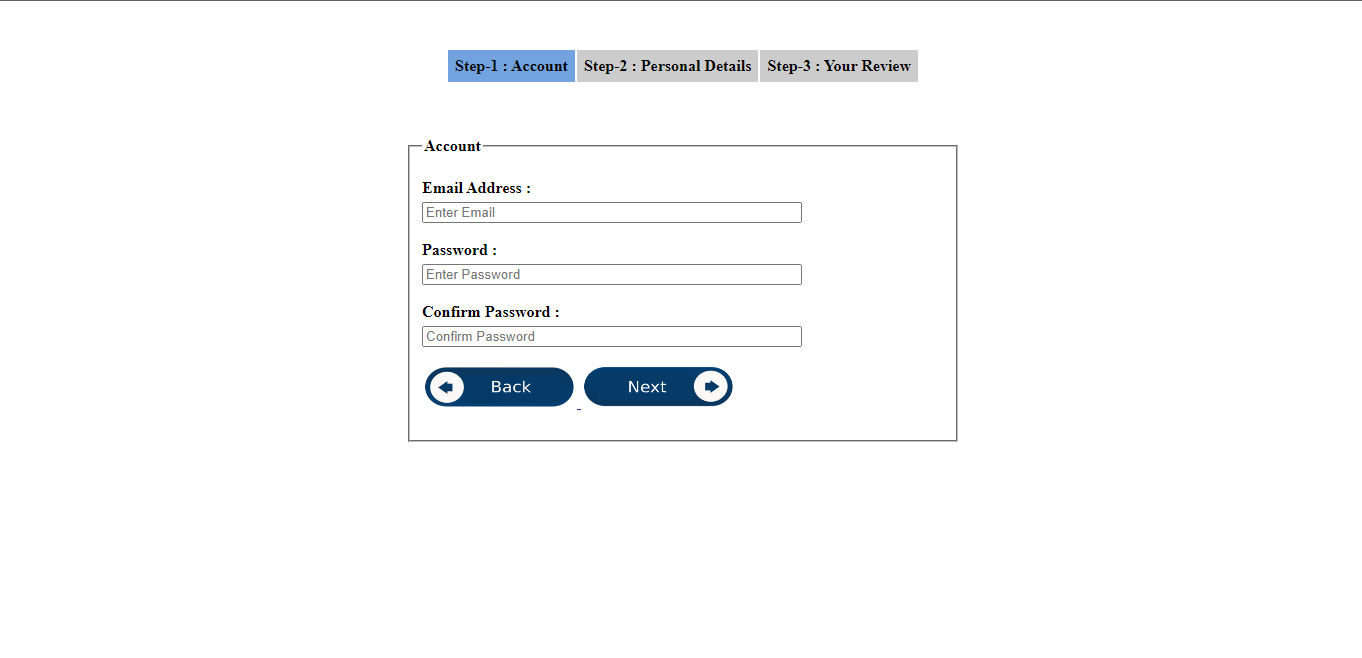 Step-1 : Account Step-2 : Personal Details Step-3 : Your Review
Account
Email Address :
Enter Email
Password :
Enter Password
Confirm Password :
Confirm Password
Back Next